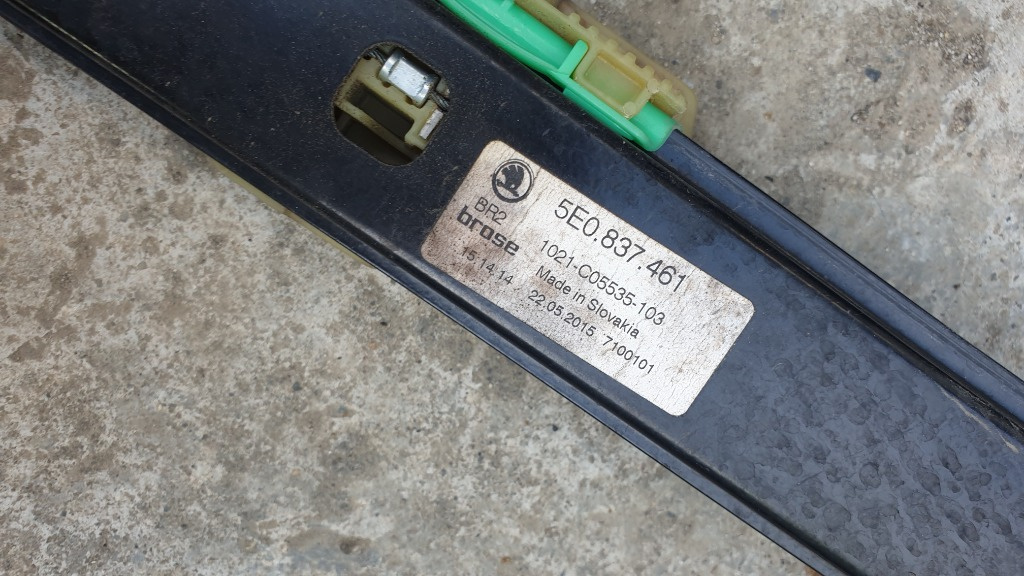 5E0.837.461
BR2
brose
1021-C05535-103
Made in Slovakia
15.14.14 22.05.2015 7100101